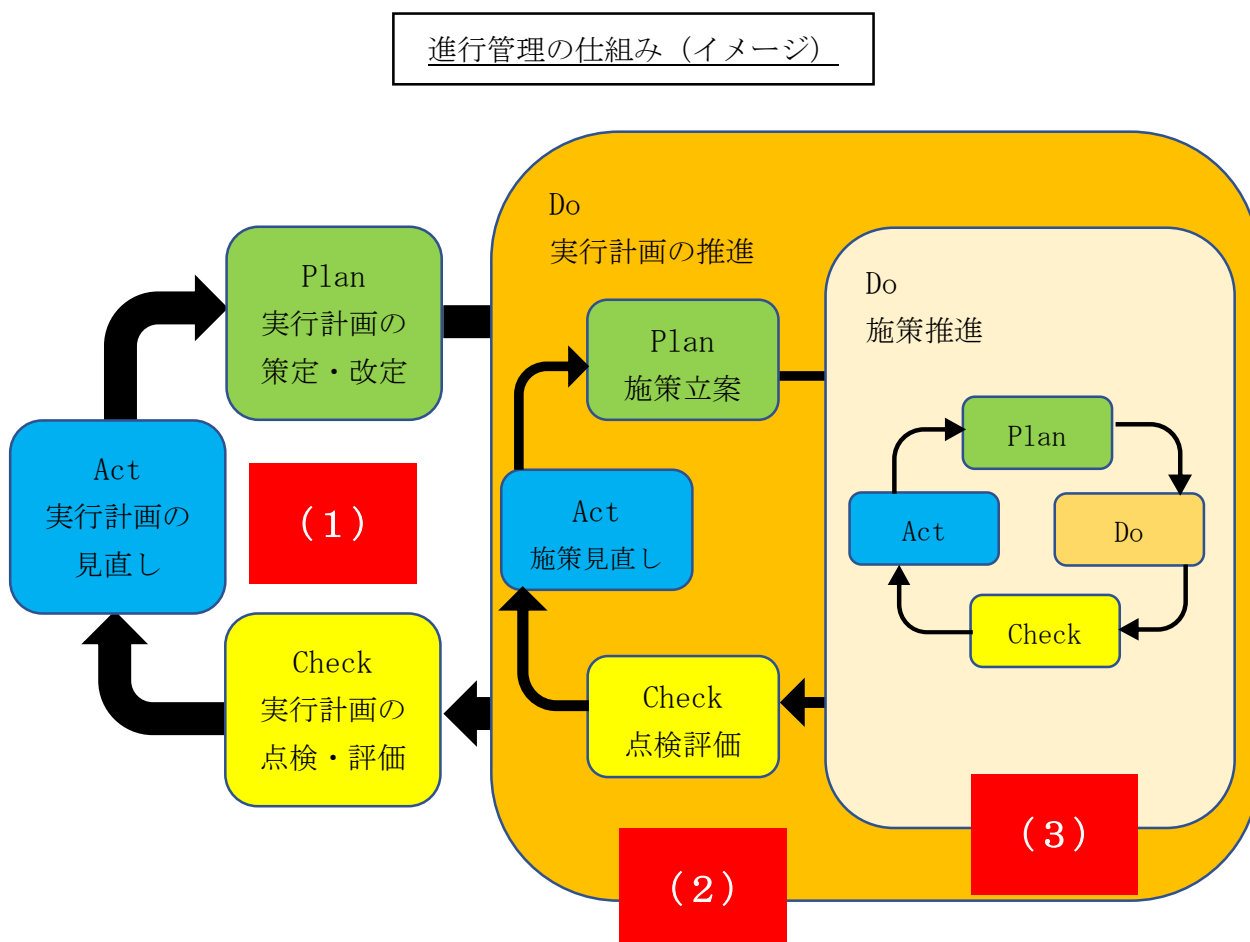 進行管理の仕組み（イメージ）
Plan
実行計画の
策定・改定
Act
実行計画の
見直し
（１）
Check
実行計画の
点検・評価
Do
実行計画の推進
Plan
施策立案
Act
施策見直し
Check
点検評価
（２）
Do
施策推進
Plan
Act
Do
Check
（３）